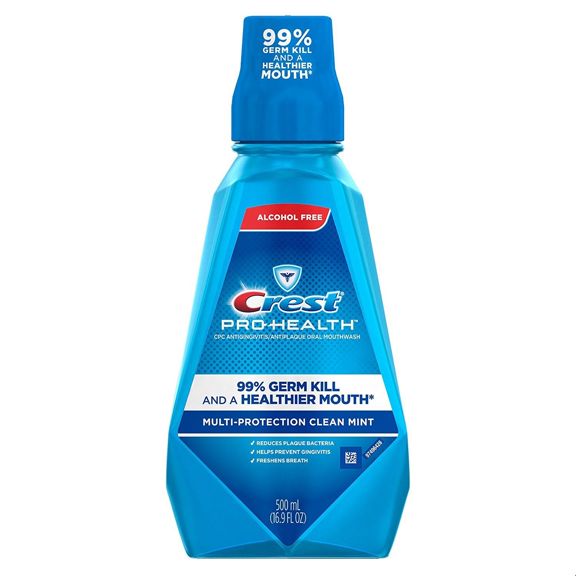 99%
GERM KILL
AND A
HEALTHIER
MOUTH*
ALCOHOL FREE
Crest®
PRO-HEALTH™
CPC ANTIGINGIVITIS/ANTIPLAQUE ORAL MOUTHWASH
99% GERM KILL
AND A HEALTHIER MOUTH*
MULTI-PROTECTION CLEAN MINT
✓ REDUCES PLAQUE BACTERIA
✓ HELPS PREVENT GINGIVITIS
✓ FRESHENS BREATH
500 mL
(16.9 FL OZ)